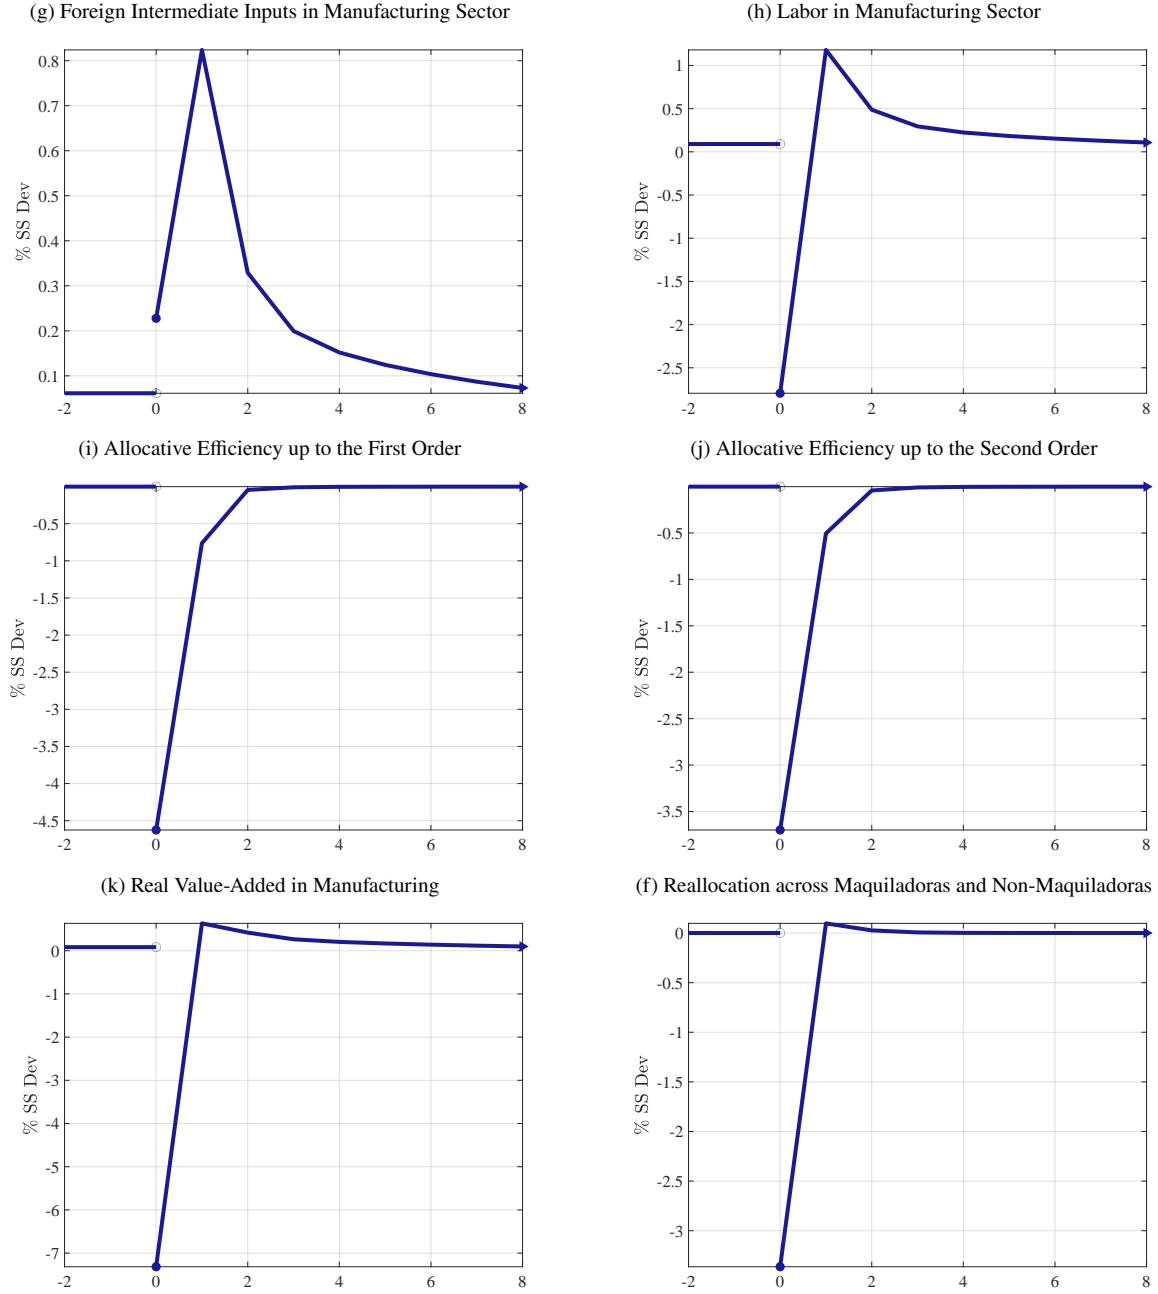 (g) Foreign Intermediate Inputs in Manufacturing Sector
0.8
0.7
0.6
0.5
0.4
0.3
0.2
0.1
% SS Dev
-2 0 2 4 6 8
(h) Labor in Manufacturing Sector
1
0.5
0
-0.5
-1
-1.5
-2
-2.5
% SS Dev
-2 0 2 4 6 8
(i) Allocative Efficiency up to the First Order
-0.5
-1
-1.5
-2
-2.5
-3
-3.5
-4
-4.5
% SS Dev
-2 0 2 4 6 8
(j) Allocative Efficiency up to the Second Order
-0.5
-1
-1.5
-2
-2.5
-3
-3.5
% SS Dev
-2 0 2 4 6 8
(k) Real Value-Added in Manufacturing
0
-1
-2
-3
-4
-5
-6
-7
% SS Dev
-2 0 2 4 6 8
(f) Reallocation across Maquiladoras and Non-Maquiladoras
0
-0.5
-1
-1.5
-2
-2.5
-3
% SS Dev
-2 0 2 4 6 8